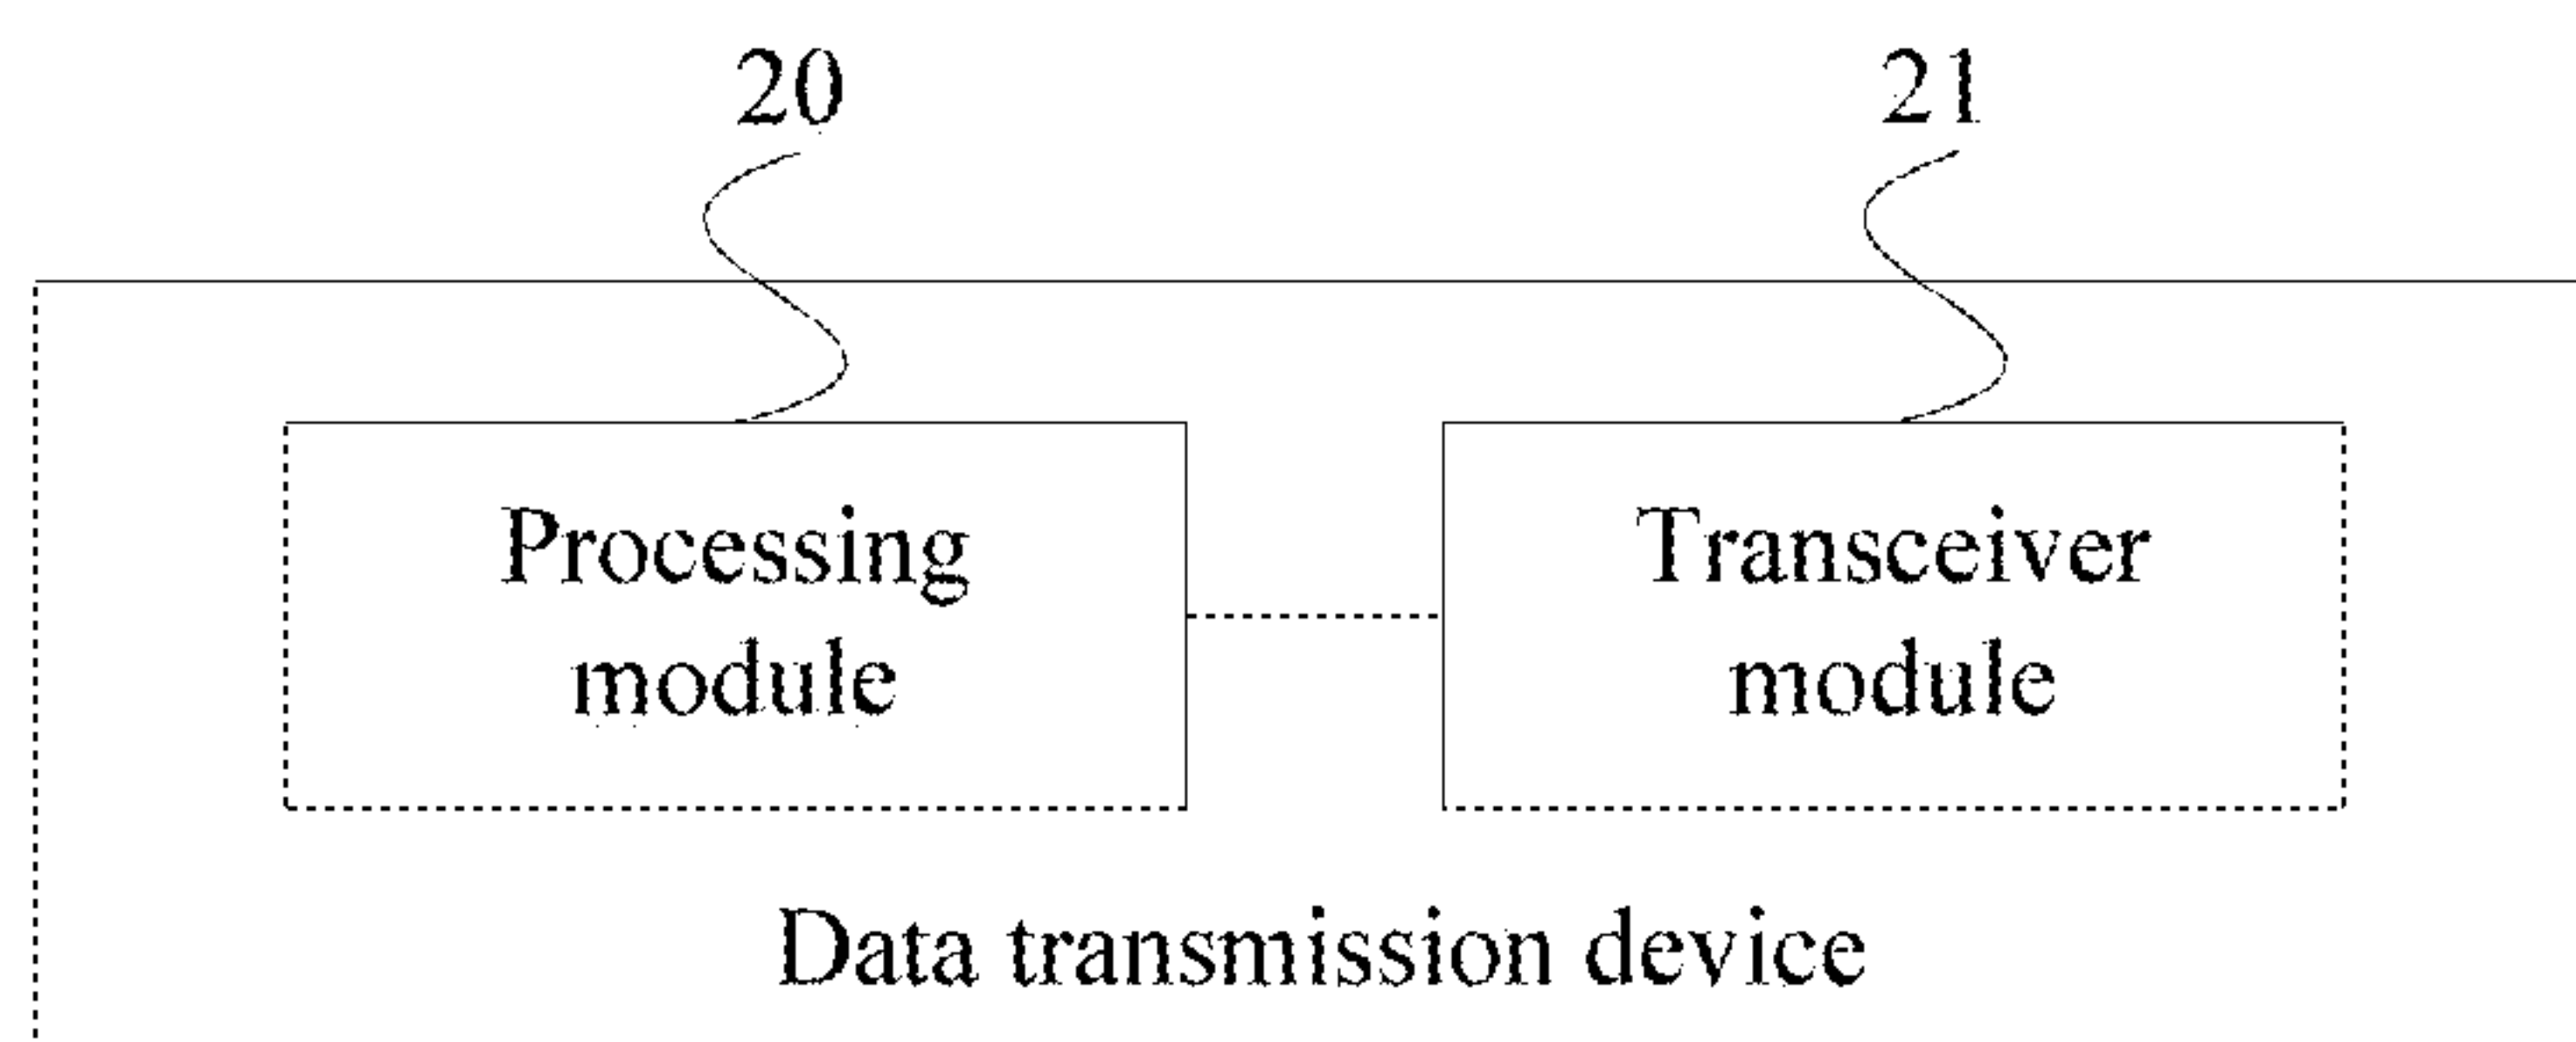 20
21
Processing
module
Transceiver
module
Data transmission device